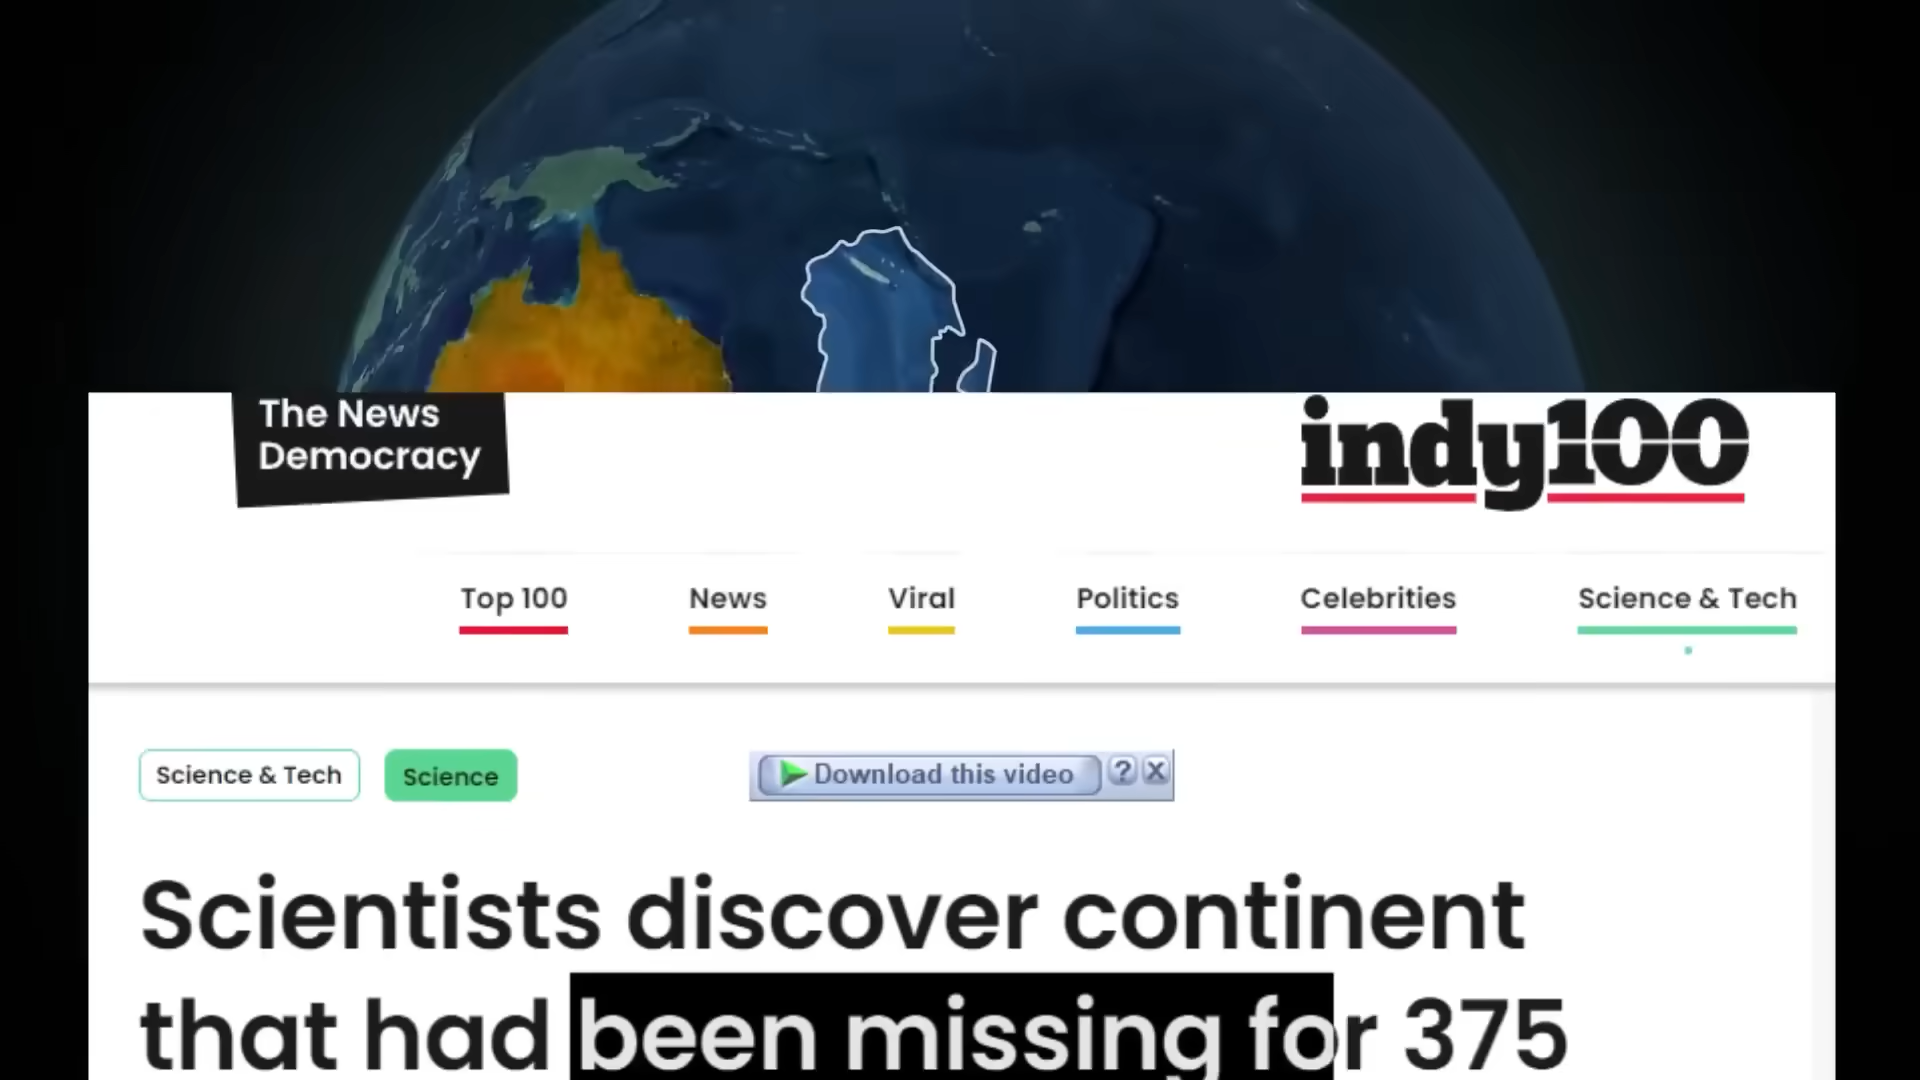 The News
Democracy
indy100
Top 100 News Viral Politics Celebrities Science & Tech
Science & Tech Science
Download this video ? X
Scientists discover continent
that had been missing for 375